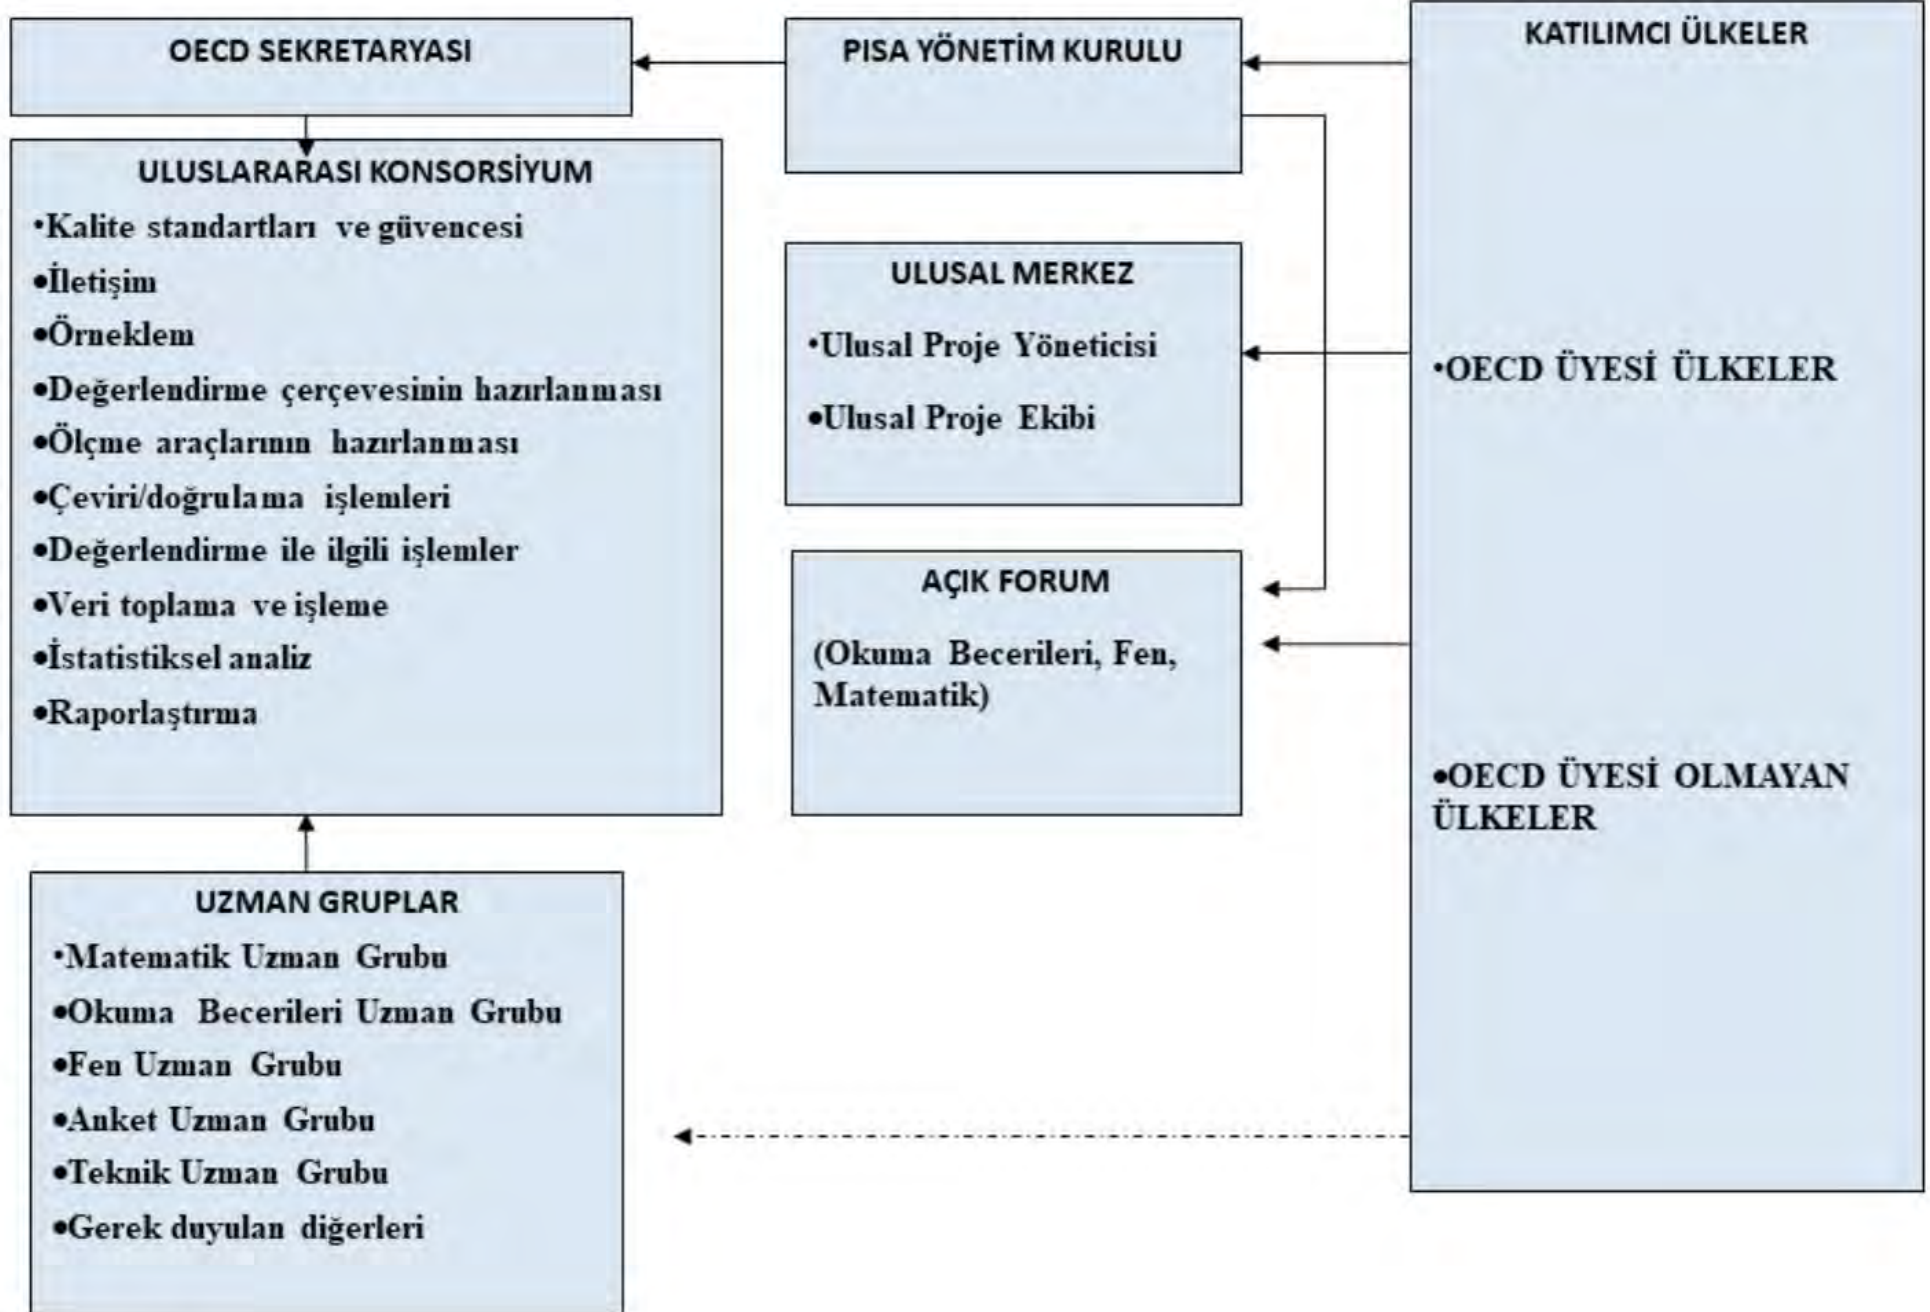 OECD SEKRETARYASI
PISA YÖNETİM KURULU
KATILIMCI ÜLKELER
ULUSLARARASI KONSORSİYUM
•Kalite standartları ve güvencesi
•İletişim
•Örneklem
•Değerlendirme çerçevesinin hazırlanması
•Ölçme araçlarının hazırlanması
•Çeviri/doğrulama işlemleri
•Değerlendirme ile ilgili işlemler
•Veri toplama ve işleme
•İstatistiksel analiz
•Raporlaştırma
ULUSAL MERKEZ
•Ulusal Proje Yöneticisi
•Ulusal Proje Ekibi
AÇIK FORUM
(Okuma Becerileri, Fen,
Matematik)
•OECD ÜYESİ ÜLKELER
•OECD ÜYESİ OLMAYAN
ÜLKELER
UZMAN GRUPLAR
•Matematik Uzman Grubu
•Okuma Becerileri Uzman Grubu
•Fen Uzman Grubu
•Anket Uzman Grubu
•Teknik Uzman Grubu
•Gerek duyulan diğerleri